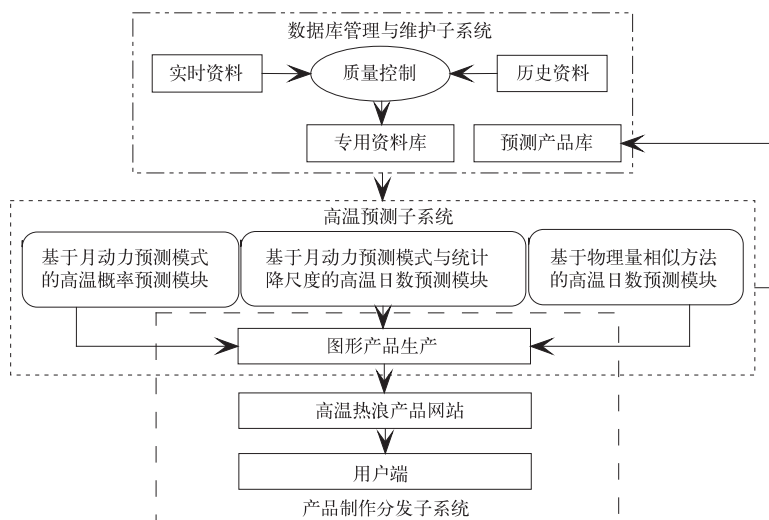 数据库管理与维护子系统
实时资料
质量控制
历史资料
专用资料库
预测产品库
高温预测子系统
基于月动力预测模式
的高温概率预测模块
基于月动力预测模式与统计
降尺度的高温日数预测模块
基于物理量相似方法
的高温日数预测模块
图形产品生产
高温热浪产品网站
用户端
产品制作分发子系统